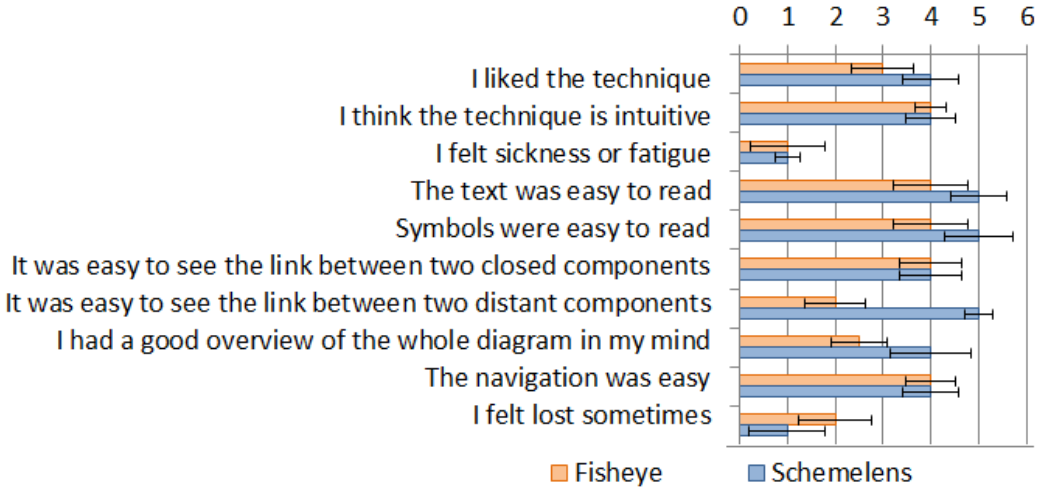 0 1 2 3 4 5 6
I liked the technique
I think the technique is intuitive
I felt sickness or fatigue
The text was easy to read
Symbols were easy to read
It was easy to see the link between two closed components
It was easy to see the link between two distant components
I had a good overview of the whole diagram in my mind
The navigation was easy
I felt lost sometimes
Fisheye Schemelens